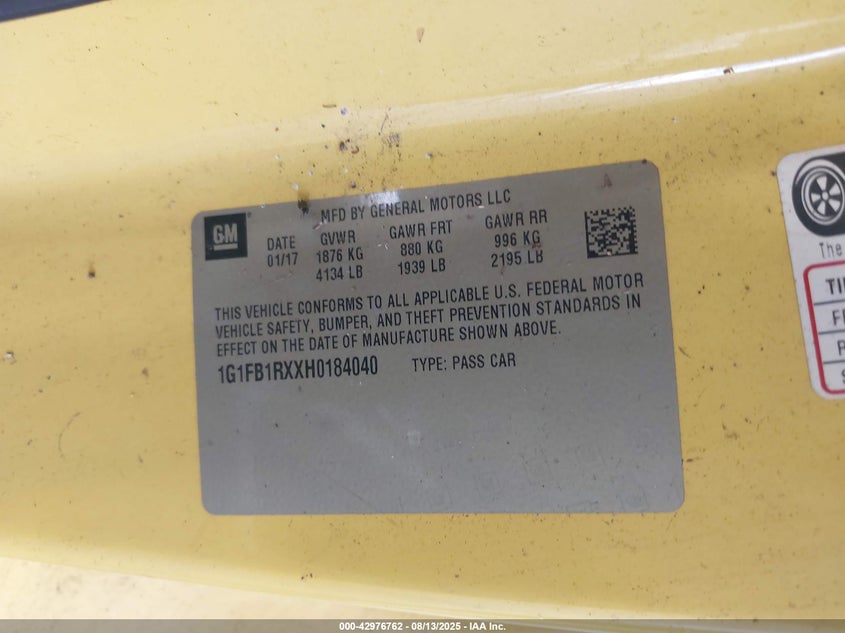 MFD BY GENERAL MOTORS LLC
GM
DATE GVWR GAWR FRT GAWR RR
01/17 1876 KG 880 KG 996 KG
4134 LB 1939 LB 2195 LB
THIS VEHICLE CONFORMS TO ALL APPLICABLE U.S. FEDERAL MOTOR
VEHICLE SAFETY, BUMPER, AND THEFT PREVENTION STANDARDS IN
EFFECT ON THE DATE OF MANUFACTURE SHOWN ABOVE.
1G1FB1RXXH0184040 TYPE: PASS CAR
The
000-42976762 - 08/13/2025 - IAA Inc.